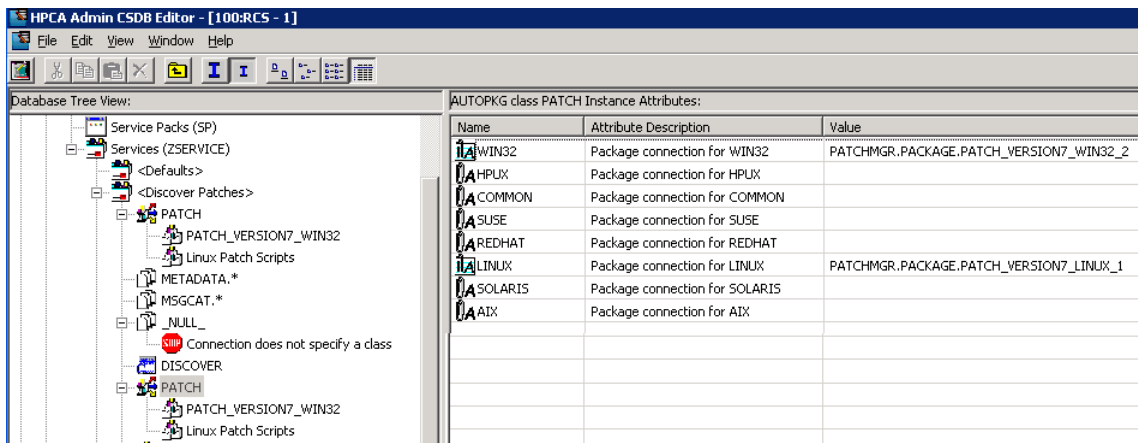 HPCA Admin CSDB Editor - [100:RCS - 1]
File Edit View Window Help
Database Tree View:
Service Packs (SP)
Services (ZSERVICE)
<Defaults>
<Discover Patches>
PATCH
PATCH_VERSION7_WIN32
Linux Patch Scripts
METADATA.*
MSGCAT.*
_NULL_
STOP Connection does not specify a class
DISCOVER
PATCH
PATCH_VERSION7_WIN32
Linux Patch Scripts
AUTOPKG class PATCH Instance Attributes:
Name Attribute Description Value
WIN32 Package connection for WIN32 PATCHMGR.PACKAGE.PATCH_VERSION7_WIN32_2
HPUX Package connection for HPUX
COMMON Package connection for COMMON
SUSE Package connection for SUSE
REDHAT Package connection for REDHAT
LINUX Package connection for LINUX PATCHMGR.PACKAGE.PATCH_VERSION7_LINUX_1
SOLARIS Package connection for SOLARIS
AIX Package connection for AIX